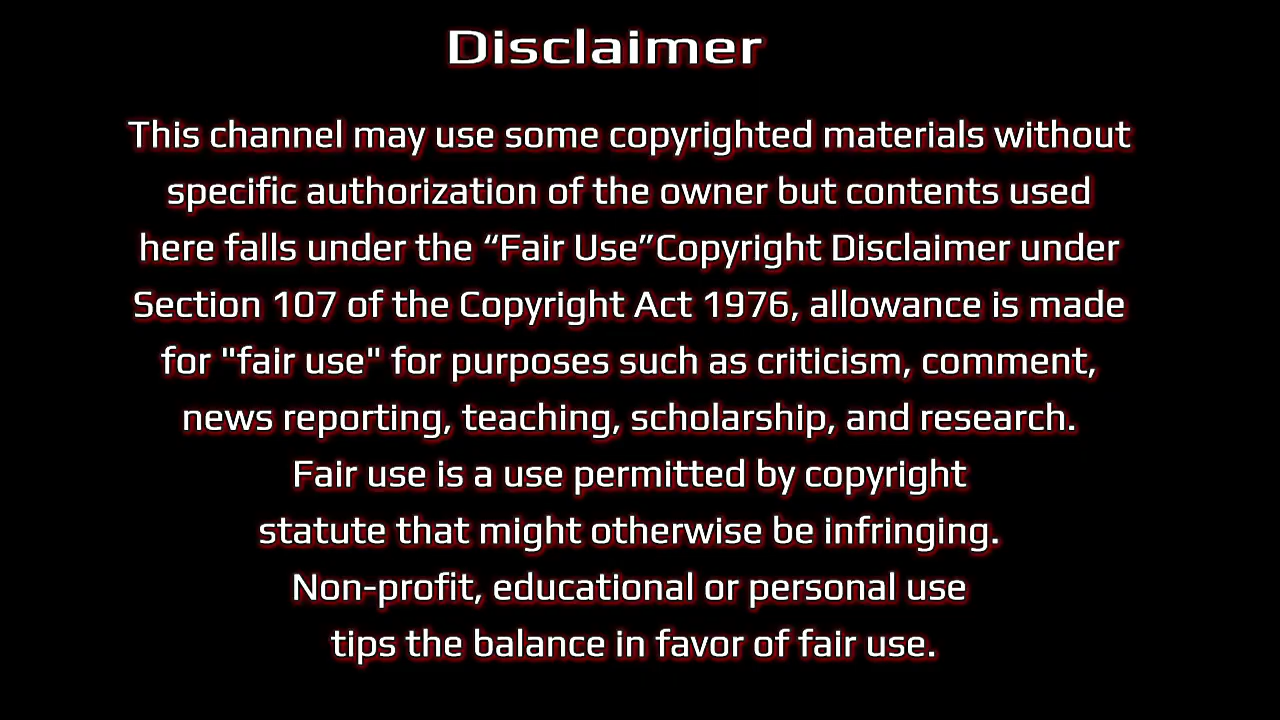 Disclaimer
This channel may use some copyrighted materials without
specific authorization of the owner but contents used
here falls under the “Fair Use”Copyright Disclaimer under
Section 107 of the Copyright Act 1976, allowance is made
for "fair use" for purposes such as criticism, comment,
news reporting, teaching, scholarship, and research.
Fair use is a use permitted by copyright
statute that might otherwise be infringing.
Non-profit, educational or personal use
tips the balance in favor of fair use.